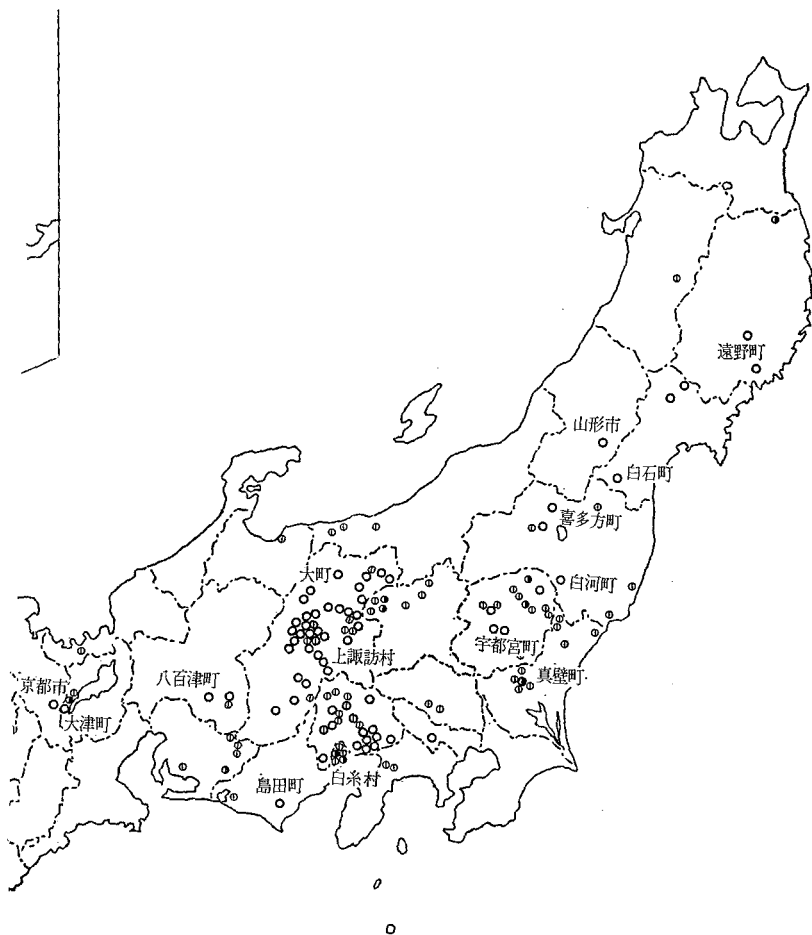 遠野町
山形市
白石町
喜多方町
大町
白河町
宇都宮町
上諏訪村
真壁町
京都市
八百津町
大津町
島田町
白糸村